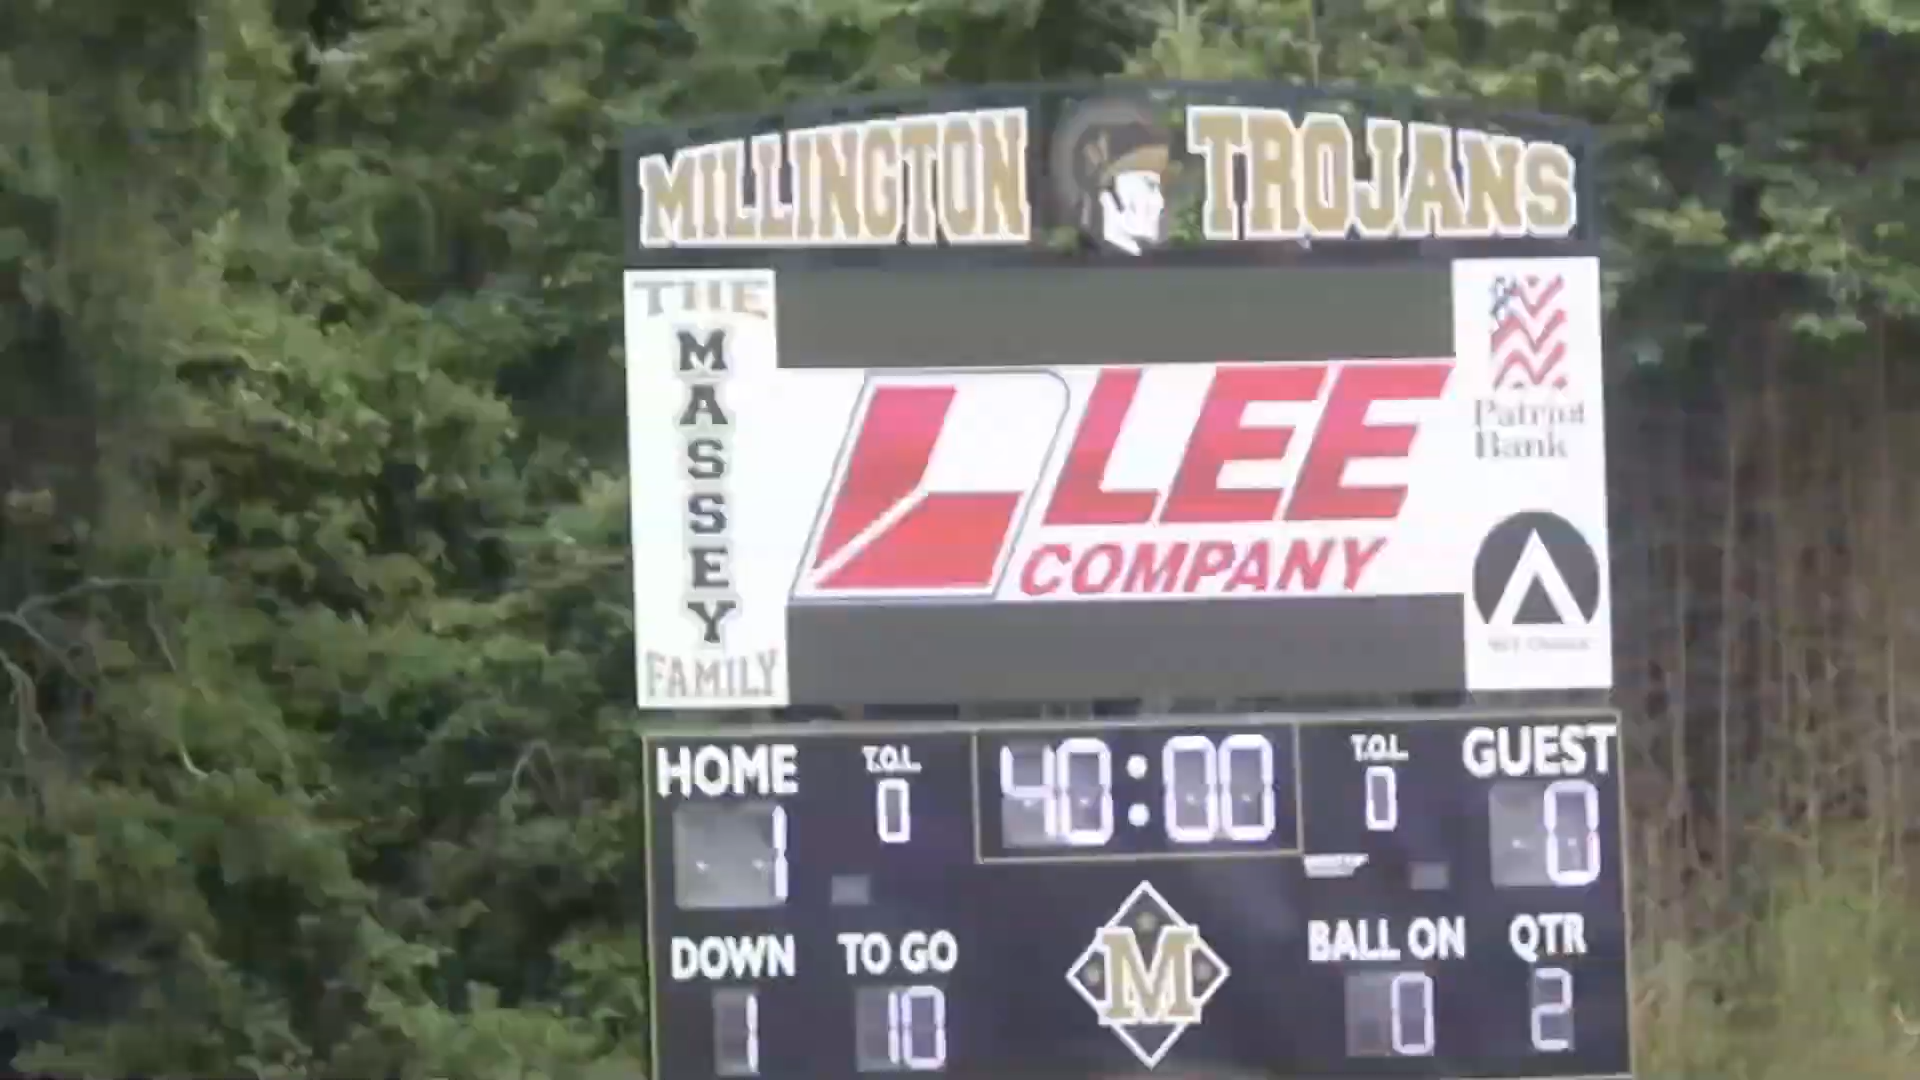 MILLINGTON TROJANS
THE
MASSEY
FAMILY
LEE
COMPANY
Patriot
Bank
HOME
1
T.O.L.
0
40:00
T.O.L.
0
GUEST
0
DOWN
1
TO GO
10
M
BALL ON
0
QTR
2